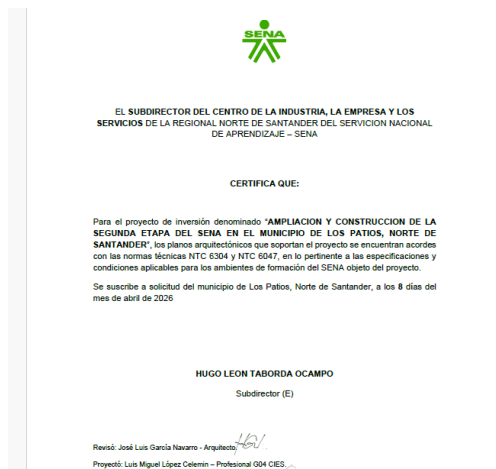 SENA
EL SUBDIRECTOR DEL CENTRO DE LA INDUSTRIA, LA EMPRESA Y LOS
SERVICIOS DE LA REGIONAL NORTE DE SANTANDER DEL SERVICION NACIONAL
DE APRENDIZAJE – SENA
CERTIFICA QUE:
Para el proyecto de inversión denominado "AMPLIACION Y CONSTRUCCION DE LA
SEGUNDA ETAPA DEL SENA EN EL MUNICIPIO DE LOS PATIOS, NORTE DE
SANTANDER", los planos arquitectónicos que soportan el proyecto se encuentran acordes
con las normas técnicas NTC 6304 y NTC 6047, en lo pertinente a las especificaciones y
condiciones aplicables para los ambientes de formación del SENA objeto del proyecto.
Se suscribe a solicitud del municipio de Los Patios, Norte de Santander, a los 8 días del
mes de abril de 2026
HUGO LEON TABORDA OCAMPO
Subdirector (E)
Revisó: José Luis García Navarro - Arquitecto.
Proyectó: Luis Miguel López Celemin – Profesional G04 CIES.